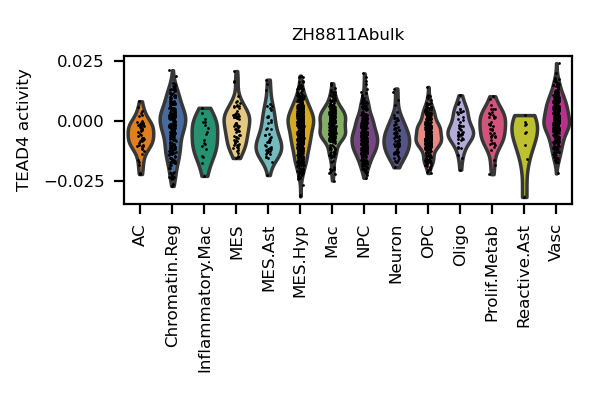 ZH8811Abulk
TEAD4 activity
0.025
0.000
−0.025
AC
Chromatin.Reg
Inflammatory.Mac
MES
MES.Ast
MES.Hyp
Mac
NPC
Neuron
OPC
Oligo
Prolif.Metab
Reactive.Ast
Vasc